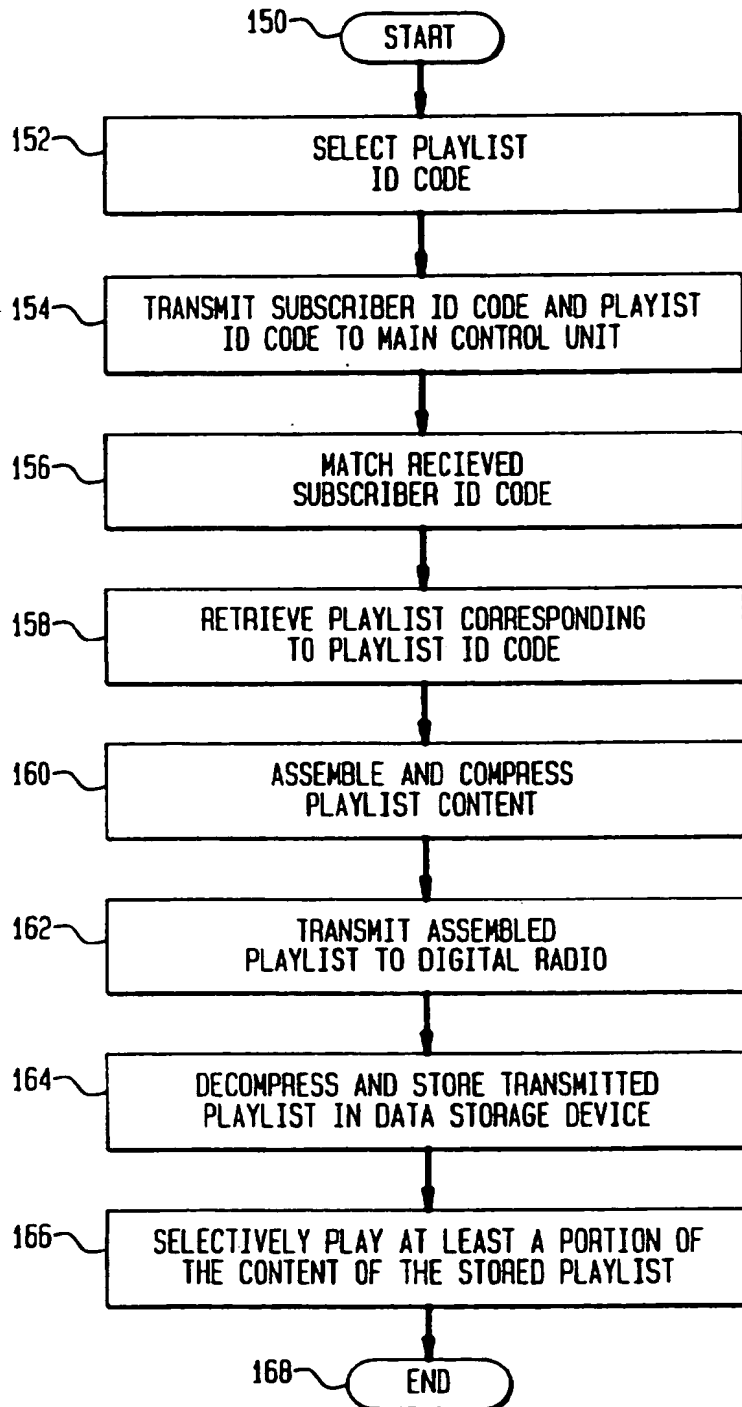 150
START
152
SELECT PLAYLIST
ID CODE
154
TRANSMIT SUBSCRIBER ID CODE AND PLAYIST
ID CODE TO MAIN CONTROL UNIT
156
MATCH RECIEVED
SUBSCRIBER ID CODE
158
RETRIEVE PLAYLIST CORRESPONDING
TO PLAYLIST ID CODE
160
ASSEMBLE AND COMPRESS
PLAYLIST CONTENT
162
TRANSMIT ASSEMBLED
PLAYLIST TO DIGITAL RADIO
164
DECOMPRESS AND STORE TRANSMITTED
PLAYLIST IN DATA STORAGE DEVICE
166
SELECTIVELY PLAY AT LEAST A PORTION OF
THE CONTENT OF THE STORED PLAYLIST
168
END